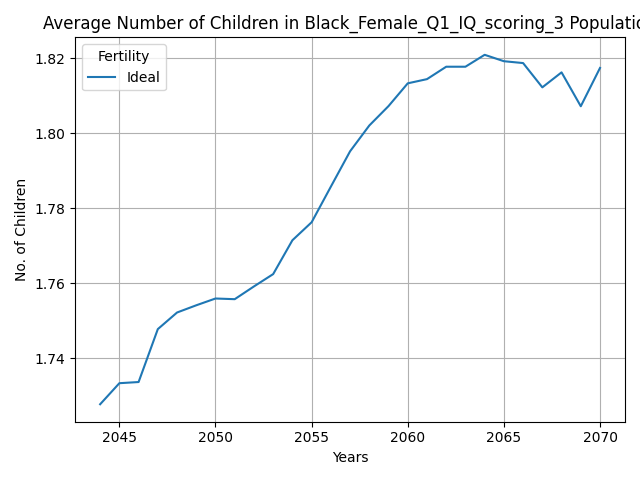 Average Number of Children in Black_Female_Q1_IQ_scoring_3 Populatio
Fertility
Ideal
No. of Children
1.82
1.80
1.78
1.76
1.74
2045 2050 2055 2060 2065 2070
Years